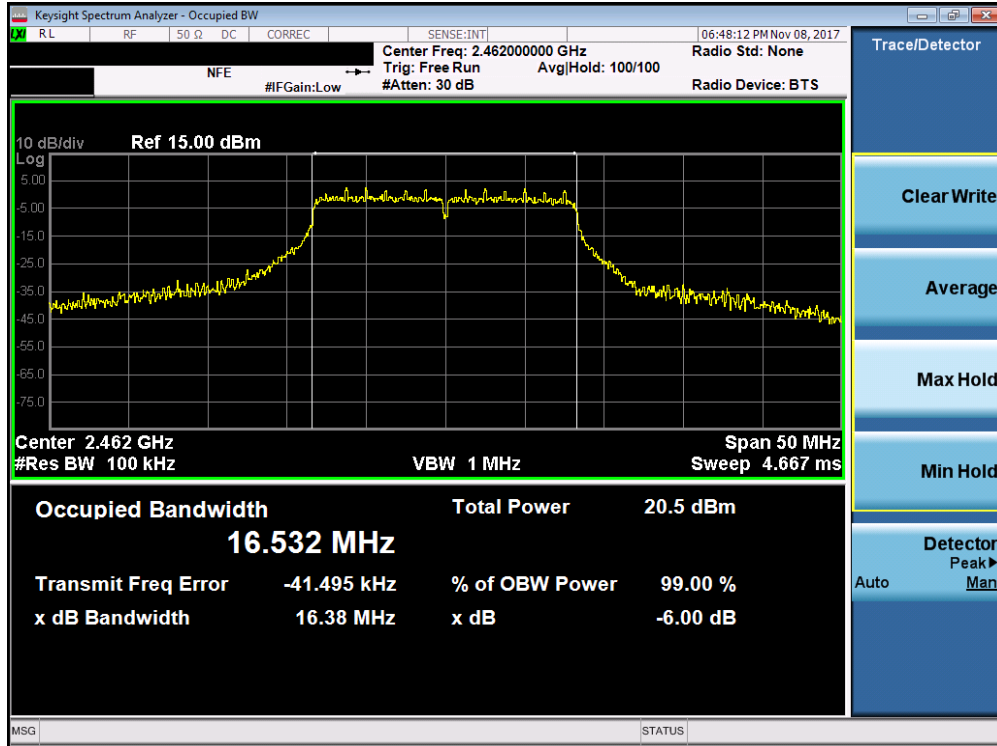 Keysight Spectrum Analyzer - Occupied BW
LXI RL RF 50 Ω DC CORREC SENSE:INT 06:48:12 PM Nov 08, 2017
Center Freq: 2.462000000 GHz Radio Std: None
NFE Trig: Free Run Avg|Hold: 100/100
#IFGain:Low #Atten: 30 dB Radio Device: BTS
10 dB/div Ref 15.00 dBm
Log
5.00
-5.00
-15.0
-25.0
-35.0
-45.0
-55.0
-65.0
-75.0
Center 2.462 GHz Span 50 MHz
#Res BW 100 kHz VBW 1 MHz Sweep 4.667 ms
Occupied Bandwidth Total Power 20.5 dBm
16.532 MHz
Transmit Freq Error -41.495 kHz % of OBW Power 99.00 %
x dB Bandwidth 16.38 MHz x dB -6.00 dB
MSG STATUS
Trace/Detector
Clear Write
Average
Max Hold
Min Hold
Detector
Peak▶
Auto Man